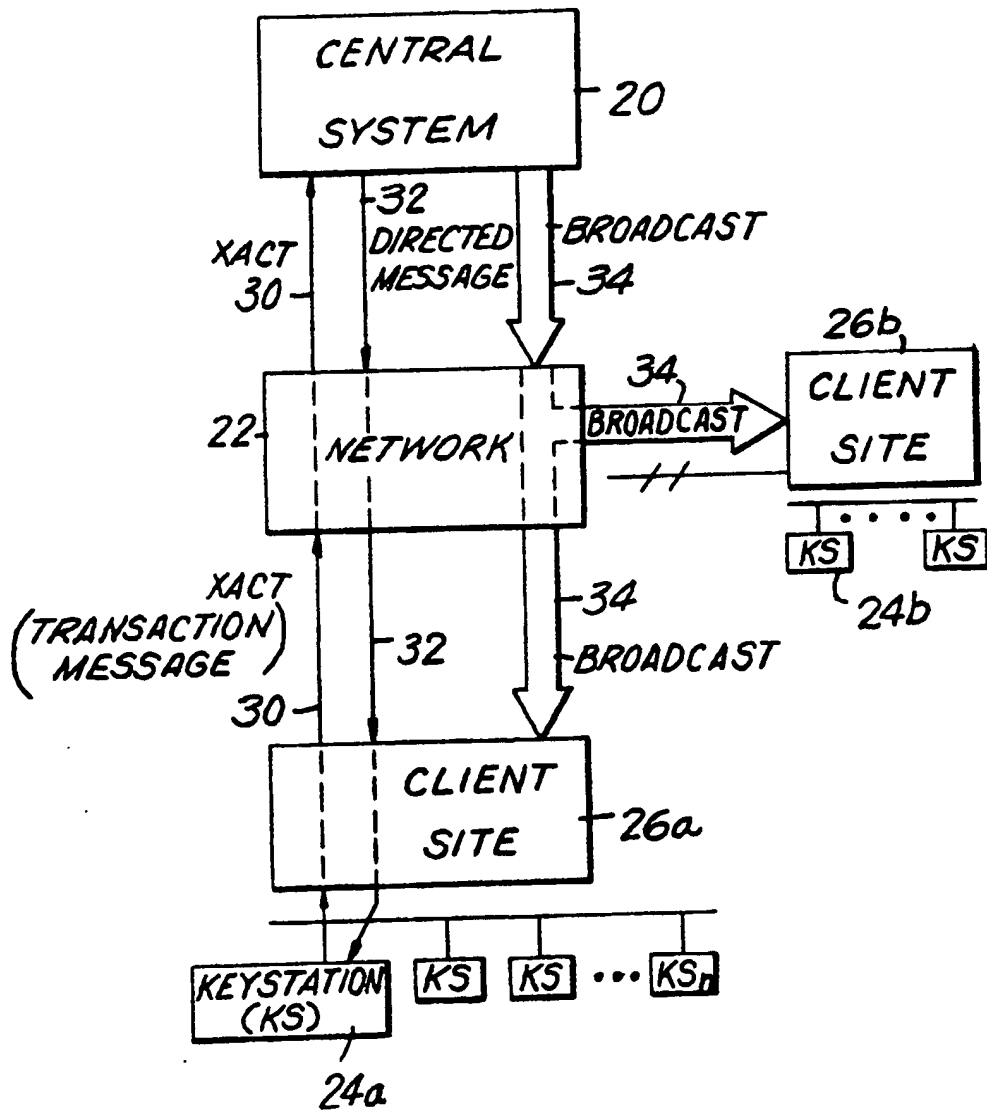 CENTRAL
SYSTEM
20
32
DIRECTED
MESSAGE
XACT
30
BROADCAST
34
26b
CLIENT
SITE
34
BROADCAST
22
NETWORK
KS
KS
24b
XACT
(TRANSACTION
MESSAGE)
30
32
34
BROADCAST
CLIENT
SITE
26a
KEYSTATION
(KS)
KS
KS
KSn
24a